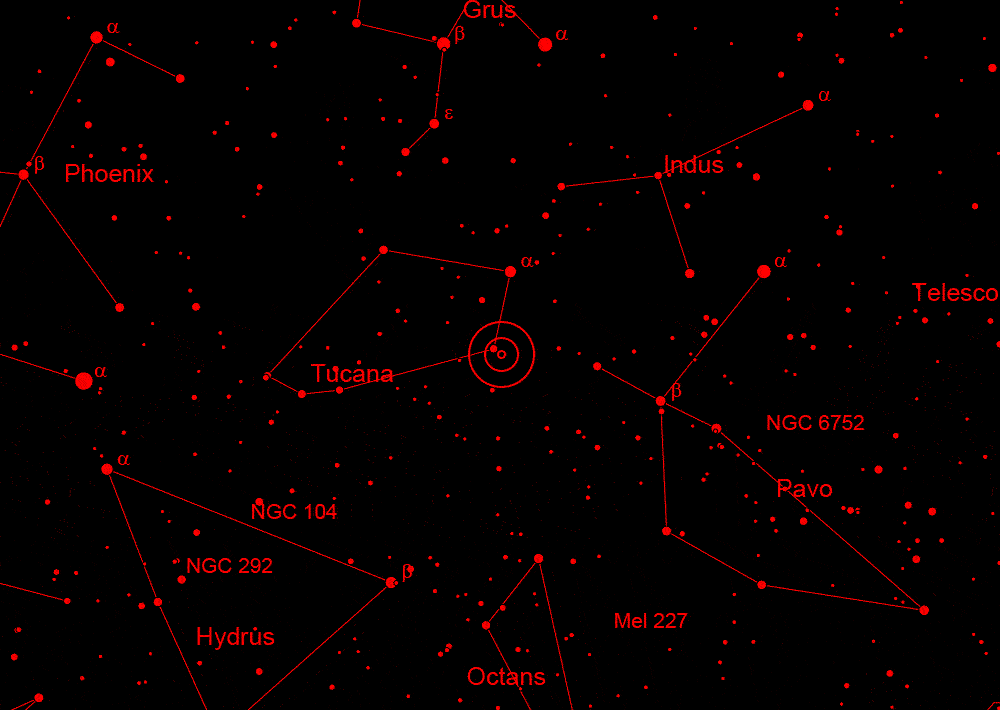 Grus
α
β
α
α
ε
β
Phoenix
Indus
α
α
Telesco
α
Tucana
β
NGC 6752
α
Pavo
NGC 104
NGC 292
β
Mel 227
Hydrus
Octans